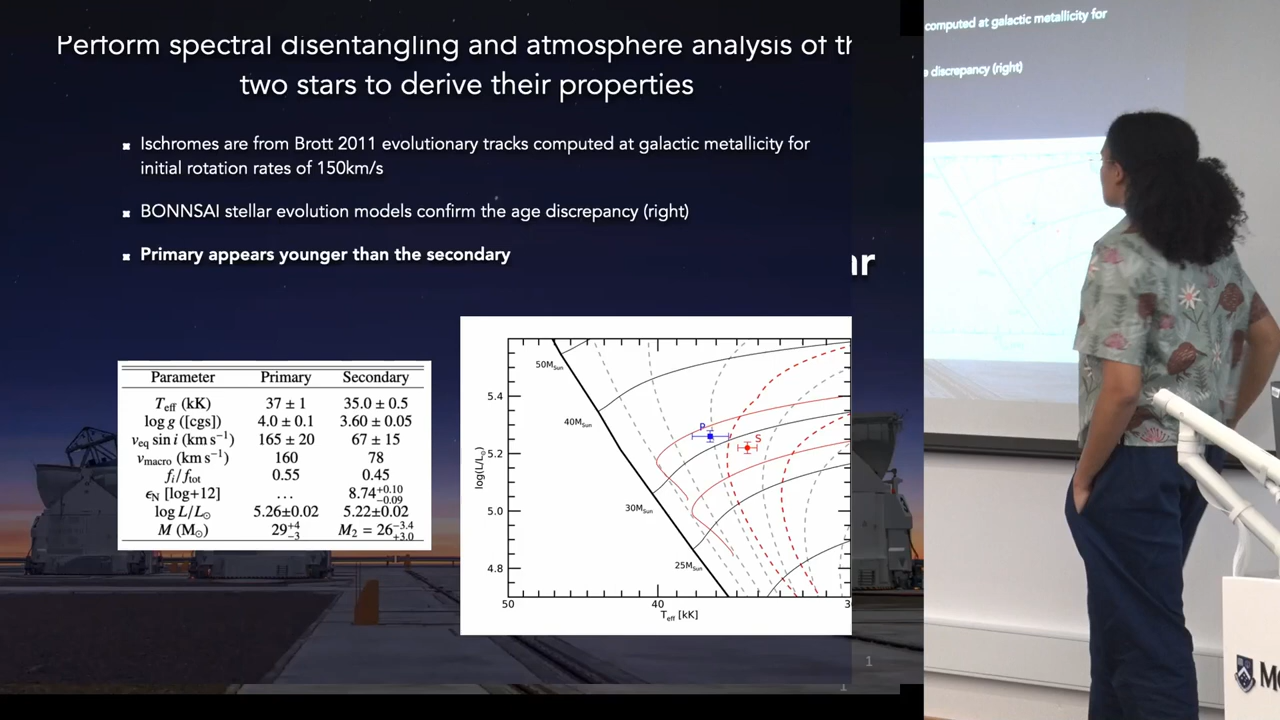 Perform spectral disentangling and atmosphere analysis of th
two stars to derive their properties
Ischromes are from Brott 2011 evolutionary tracks computed at galactic metallicity for
initial rotation rates of 150km/s
BONNSAI stellar evolution models confirm the age discrepancy (right)
Primary appears younger than the secondary
ar
Parameter Primary Secondary
T_eff (kK) 37 ± 1 35.0 ± 0.5
log g ([cgs]) 4.0 ± 0.1 3.60 ± 0.05
v_eq sin i (km s⁻¹) 165 ± 20 67 ± 15
v_macro (km s⁻¹) 160 78
f_i/f_tot 0.55 0.45
ϵ_N [log+12] ... 8.74 +0.10 −0.09
log L/L⊙ 5.26±0.02 5.22±0.02
M (M⊙) 29 +4 −3 M₂ = 26 −3.4 +3.0
50M_Sun
40M_Sun
30M_Sun
25M_Sun
P
S
5.4
5.2
5.0
4.8
log(L/L⊙)
50 40 3
T_eff [kK]
1
1
computed at galactic metallicity for
e discrepancy (right)
M